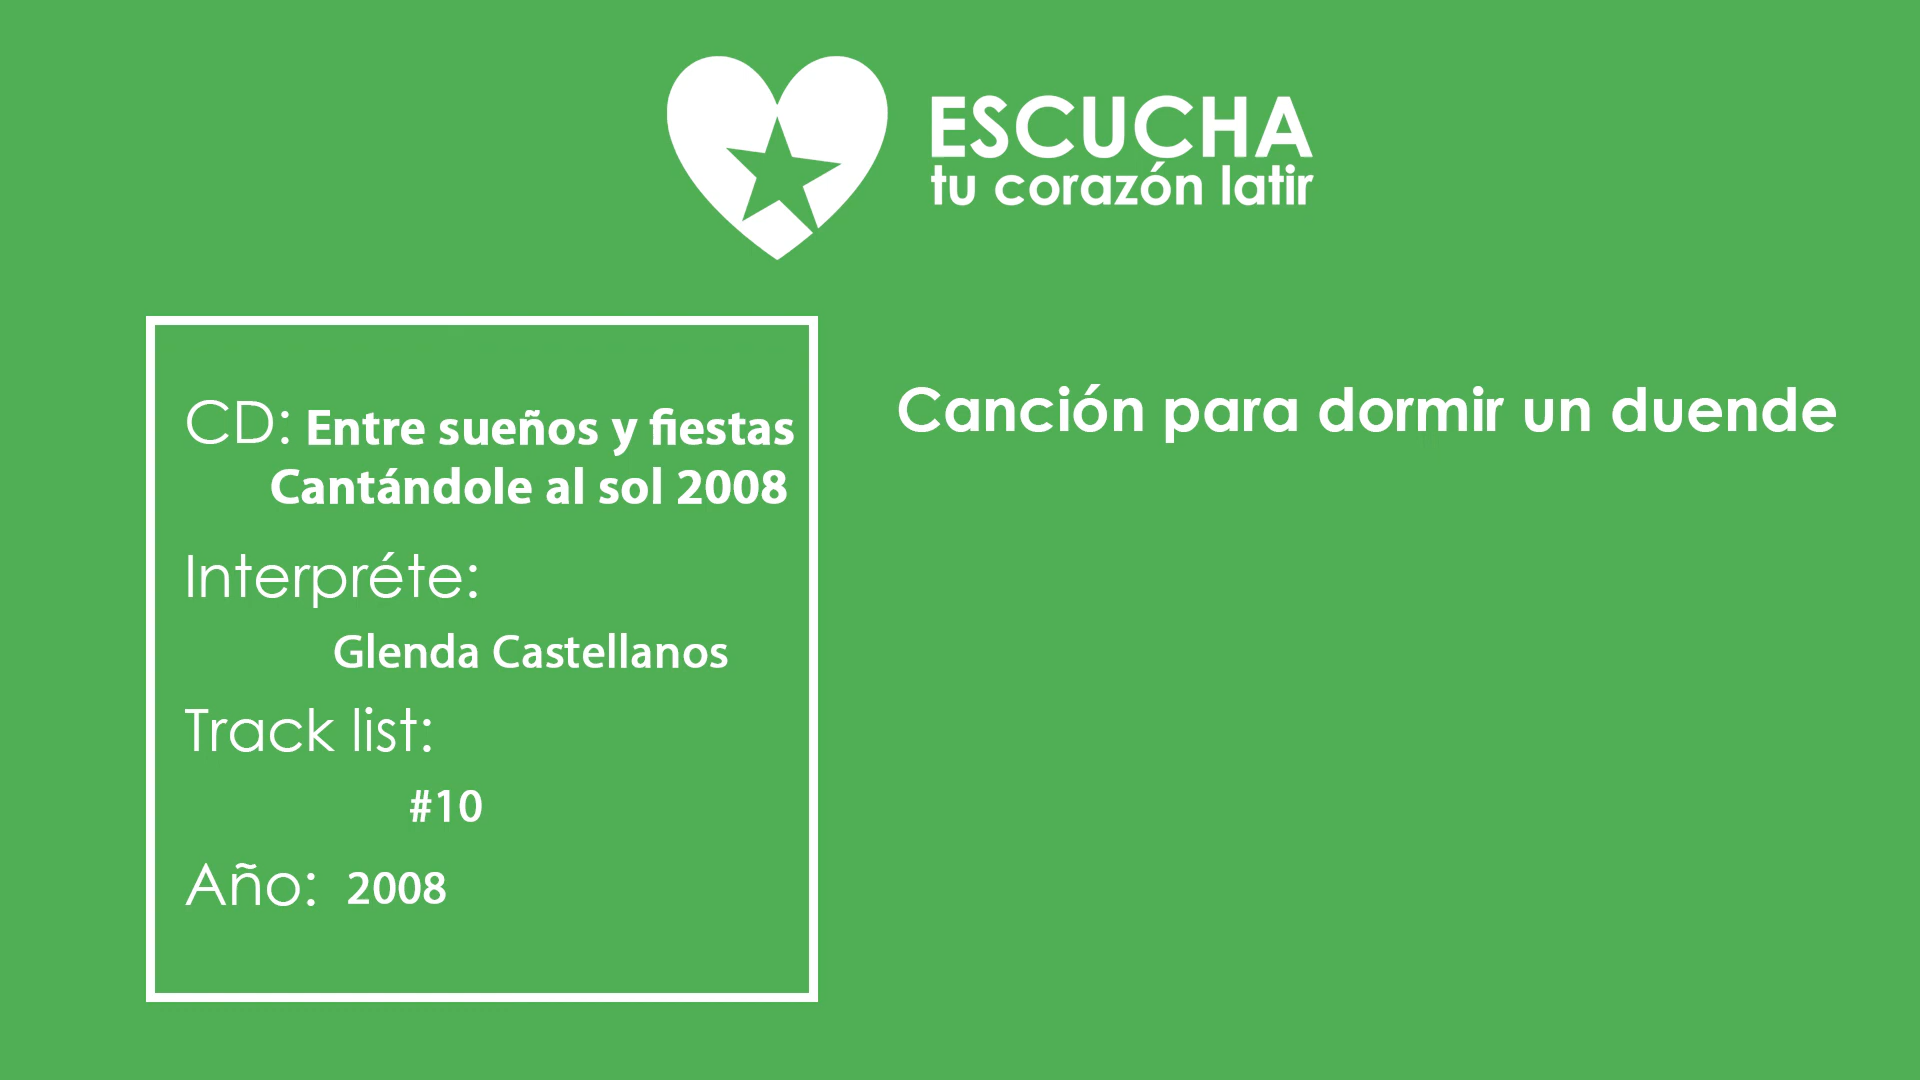 ESCUCHA
tu corazón latir
CD: Entre sueños y fiestas
Cantándole al sol 2008
Interpréte:
Glenda Castellanos
Track list:
#10
Año: 2008
Canción para dormir un duende